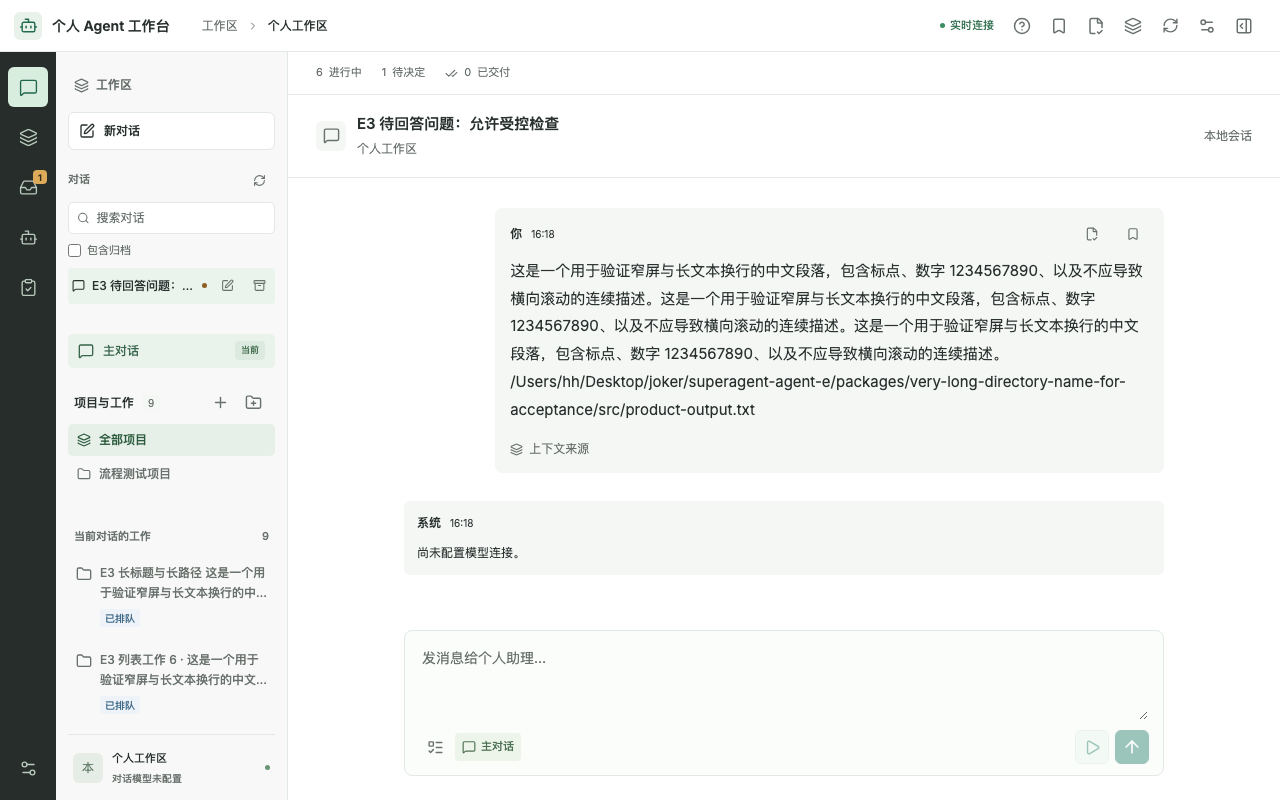 个人 Agent 工作台
工作区 > 个人工作区
实时连接
工作区
新对话
对话
搜索对话
包含归档
E3 待回答问题：...
主对话
当前
项目与工作 9
全部项目
流程测试项目
当前对话的工作 9
E3 长标题与长路径 这是一个用
于验证窄屏与长文本换行的中...
已排队
E3 列表工作 6 · 这是一个用于
验证窄屏与长文本换行的中文...
已排队
本
个人工作区
对话模型未配置
1
6 进行中 1 待决定 0 已交付
E3 待回答问题：允许受控检查
个人工作区
本地会话
你 16:18
这是一个用于验证窄屏与长文本换行的中文段落，包含标点、数字 1234567890、以及不应导致
横向滚动的连续描述。这是一个用于验证窄屏与长文本换行的中文段落，包含标点、数字
1234567890、以及不应导致横向滚动的连续描述。这是一个用于验证窄屏与长文本换行的中文
段落，包含标点、数字 1234567890、以及不应导致横向滚动的连续描述。
/Users/hh/Desktop/joker/superagent-agent-e/packages/very-long-directory-name-for-
acceptance/src/product-output.txt
上下文来源
系统 16:18
尚未配置模型连接。
发消息给个人助理...
主对话